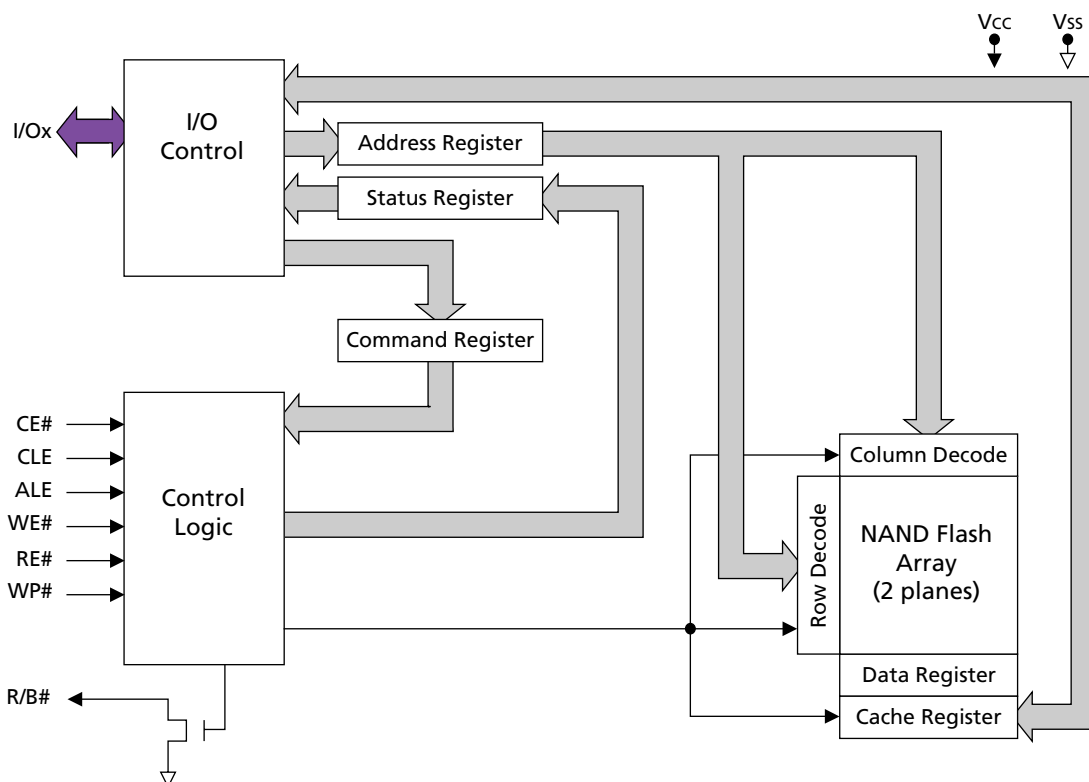 Vcc
Vss
I/Ox
I/O
Control
Address Register
Status Register
Command Register
CE#
CLE
ALE
WE#
RE#
WP#
Control
Logic
R/B#
Column Decode
Row Decode
NAND Flash
Array
(2 planes)
Data Register
Cache Register